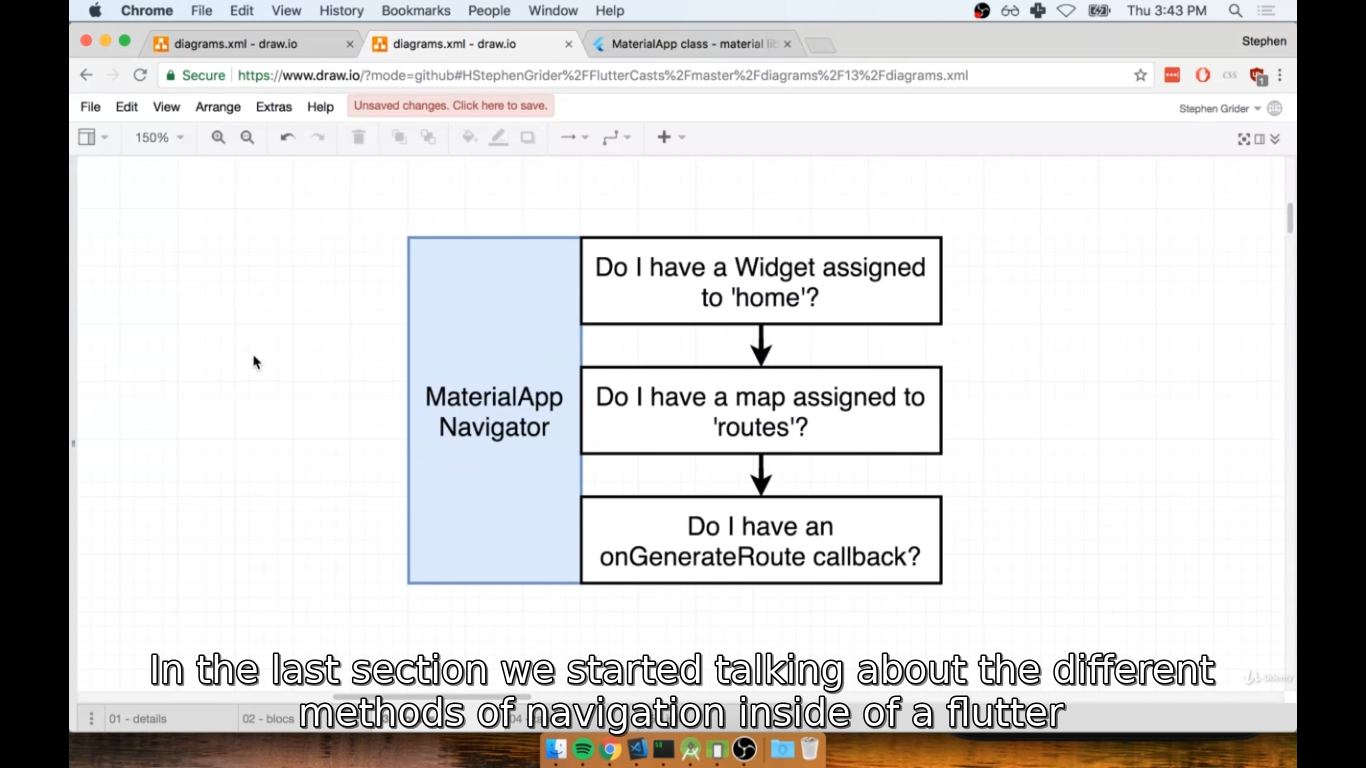 Chrome File Edit View History Bookmarks People Window Help Thu 3:43 PM
diagrams.xml - draw.io diagrams.xml - draw.io MaterialApp class - material li Stephen
Secure https://www.draw.io/?mode=github#HStephenGrider%2FFlutterCasts%2Fmaster%2Fdiagrams%2F13%2Fdiagrams.xml
File Edit View Arrange Extras Help Unsaved changes. Click here to save. Stephen Grider
150%
Do I have a Widget assigned
to 'home'?
MaterialApp
Navigator
Do I have a map assigned to
'routes'?
Do I have an
onGenerateRoute callback?
Udemy
In the last section we started talking about the different
methods of navigation inside of a flutter
01 - details 02 - blocs